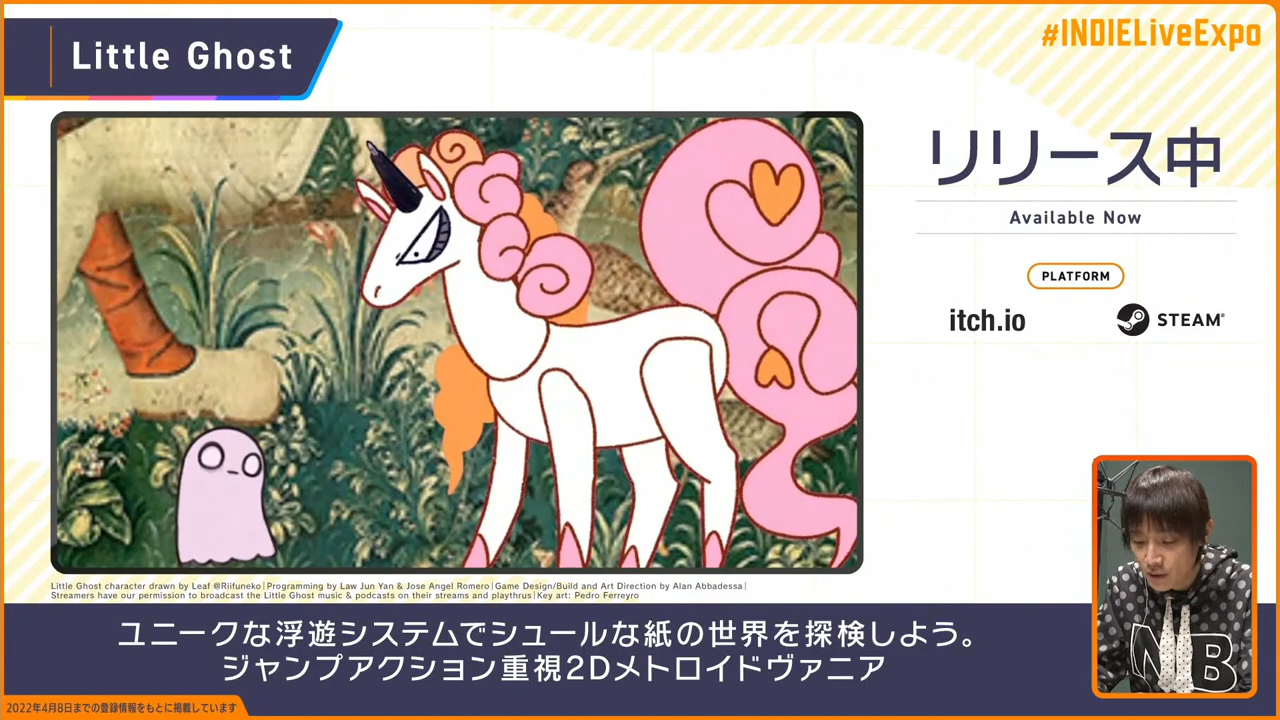 Little Ghost
#INDIELiveExpo
リリース中
Available Now
PLATFORM
itch.io
STEAM®
Little Ghost character drawn by Leaf @Riifuneko|Programming by Law Jun Yan & Jose Angel Romero|Game Design/Build and Art Direction by Alan Abbadessa|
Streamers have our permission to broadcast the Little Ghost music & podcasts on their streams and playthrus|Key art: Pedro Ferreyro
ユニークな浮遊システムでシュールな紙の世界を探検しよう。
ジャンプアクション重視2Dメトロイドヴァニア
NB
2022年4月8日までの登録情報をもとに掲載しています